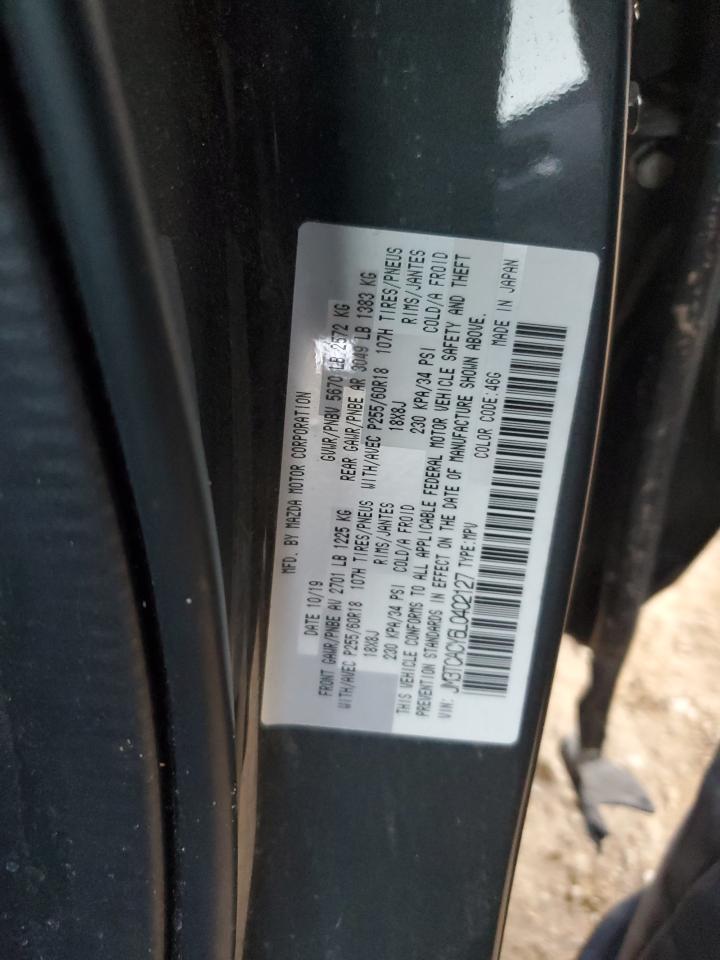 MFD. BY MAZDA MOTOR CORPORATION
DATE 10/19 GVWR/PNBV 5670 LB 2572 KG
FRONT GAWR/PNBE AV 2701 LB 1225 KG REAR GAWR/PNBE AR 3049 LB 1383 KG
WITH/AVEC P255/60R18 107H TIRES/PNEUS WITH/AVEC P255/60R18 107H TIRES/PNEUS
18X8J RIMS/JANTES 18X8J RIMS/JANTES
230 KPA/34 PSI COLD/A FROID 230 KPA/34 PSI COLD/A FROID
THIS VEHICLE CONFORMS TO ALL APPLICABLE FEDERAL MOTOR VEHICLE SAFETY AND THEFT
PREVENTION STANDARDS IN EFFECT ON THE DATE OF MANUFACTURE SHOWN ABOVE.
VIN: JM3TCACY6L0402127 TYPE:MPV COLOR CODE:46G MADE IN JAPAN